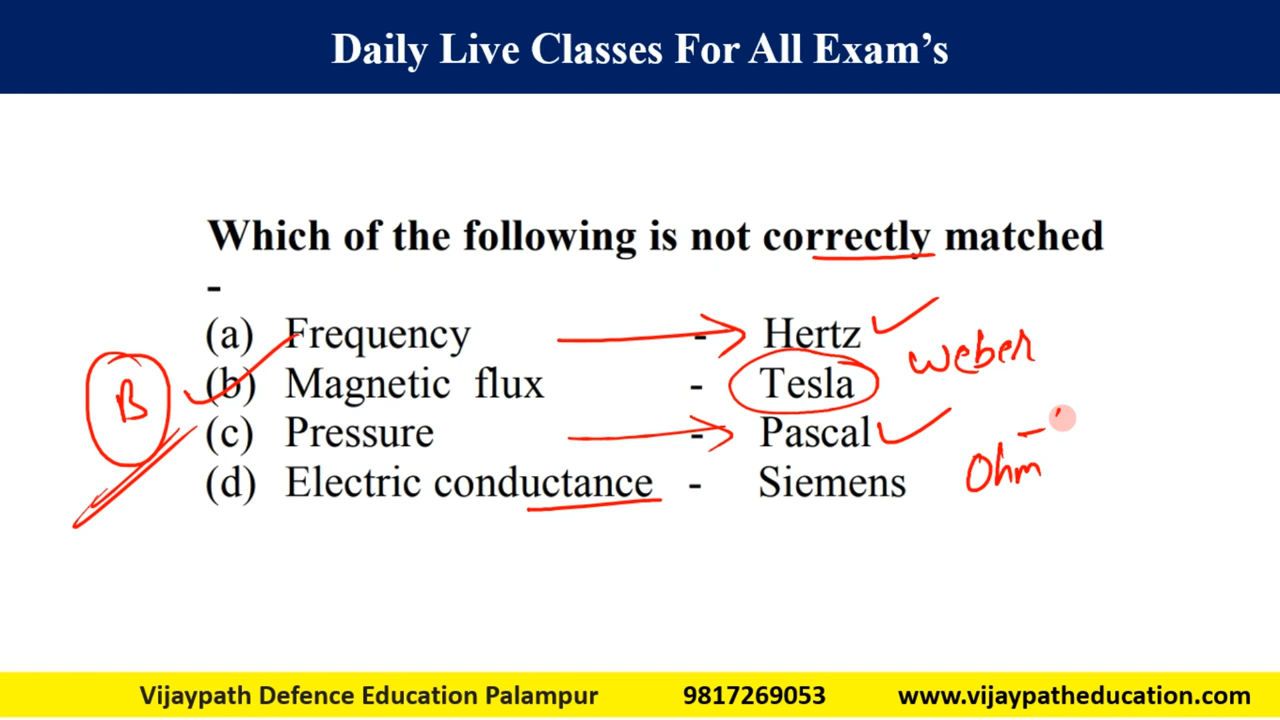 Daily Live Classes For All Exam's
Which of the following is not correctly matched
-
(a) Frequency - Hertz
Weber
(b) Magnetic flux - Tesla
B
(c) Pressure - Pascal
(d) Electric conductance - Siemens
Ohm-'
Vijaypath Defence Education Palampur 9817269053 www.vijaypatheducation.com